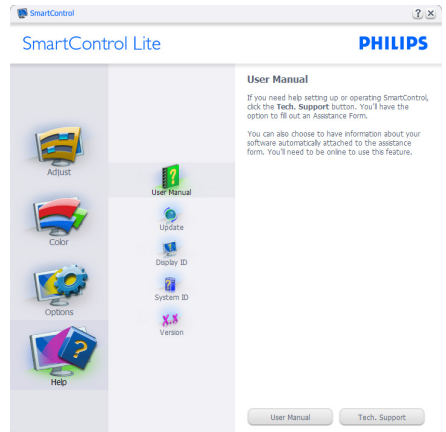 SmartControl
SmartControl Lite
PHILIPS
Adjust
Color
Options
Help
User Manual
Update
Display ID
System ID
X.X
Version
User Manual
If you need help setting up or operating SmartControl,
click the Tech. Support button. You'll have the
option to fill out an Assistance Form.
You can also choose to have information about your
software automatically attached to the assistance
form. You'll need to be online to use this feature.
User Manual
Tech. Support